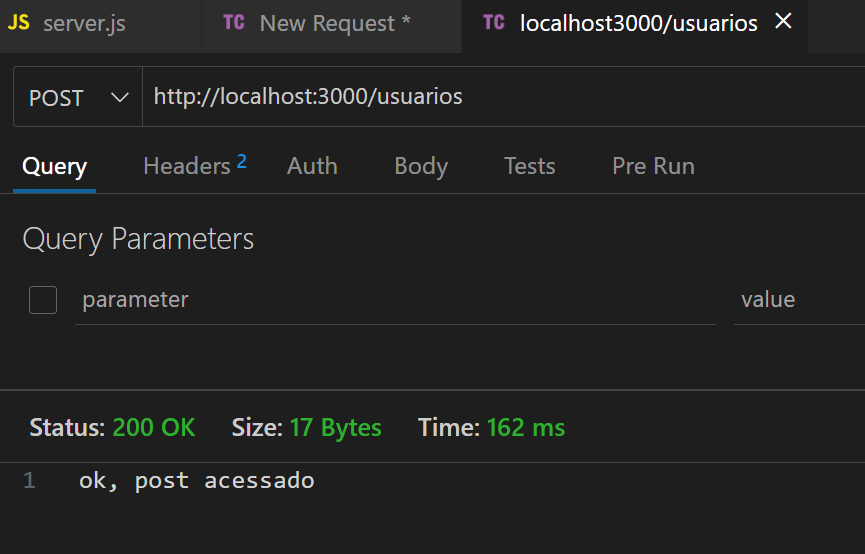 JS server.js TC New Request * TC localhost3000/usuarios ×
POST http://localhost:3000/usuarios
Query Headers 2 Auth Body Tests Pre Run
Query Parameters
parameter value
Status: 200 OK Size: 17 Bytes Time: 162 ms
1 ok, post acessado